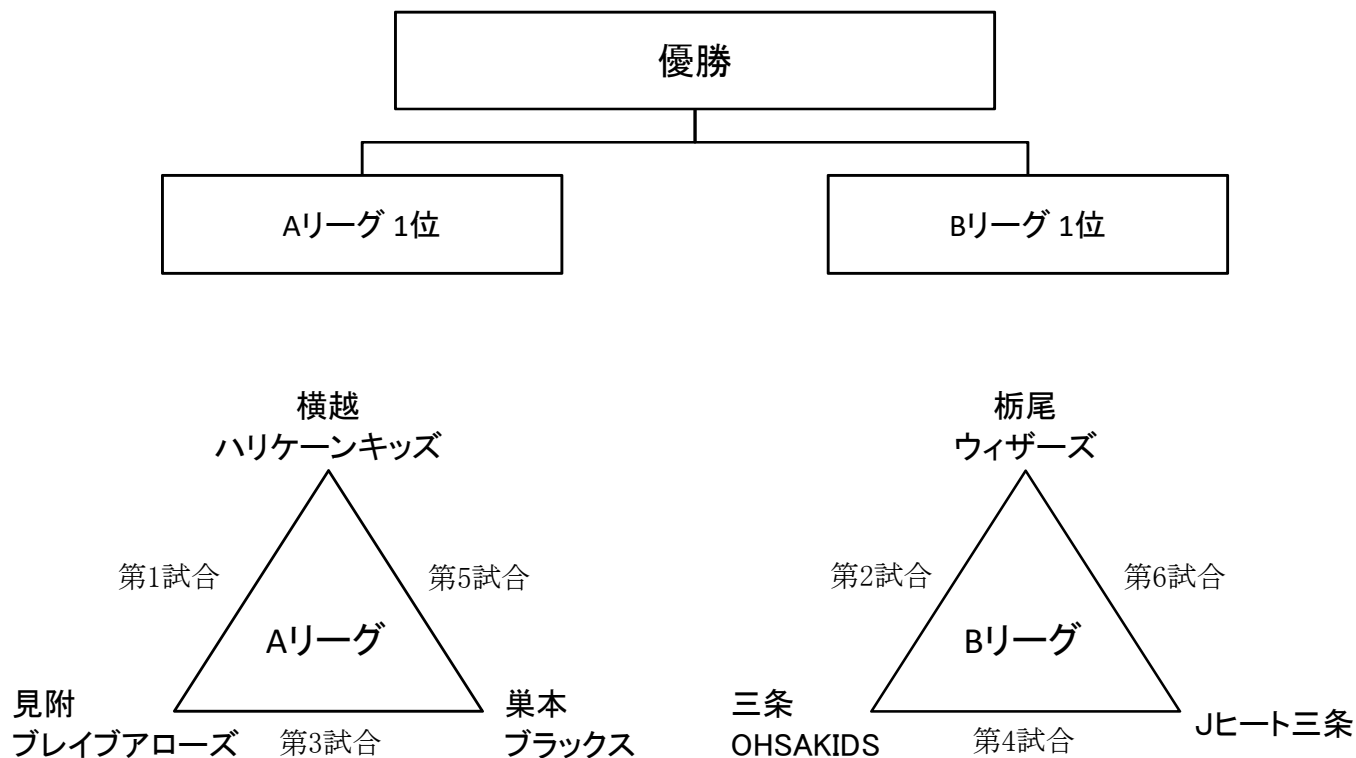 優勝
Aリーグ 1位
Bリーグ 1位
横越
ハリケーンキッズ
栃尾
ウィザーズ
第1試合
第5試合
第2試合
第6試合
Aリーグ
Bリーグ
見附
ブレイブアローズ
第3試合
巣本
ブラックス
三条
OHSAKIDS
第4試合
Jヒート三条